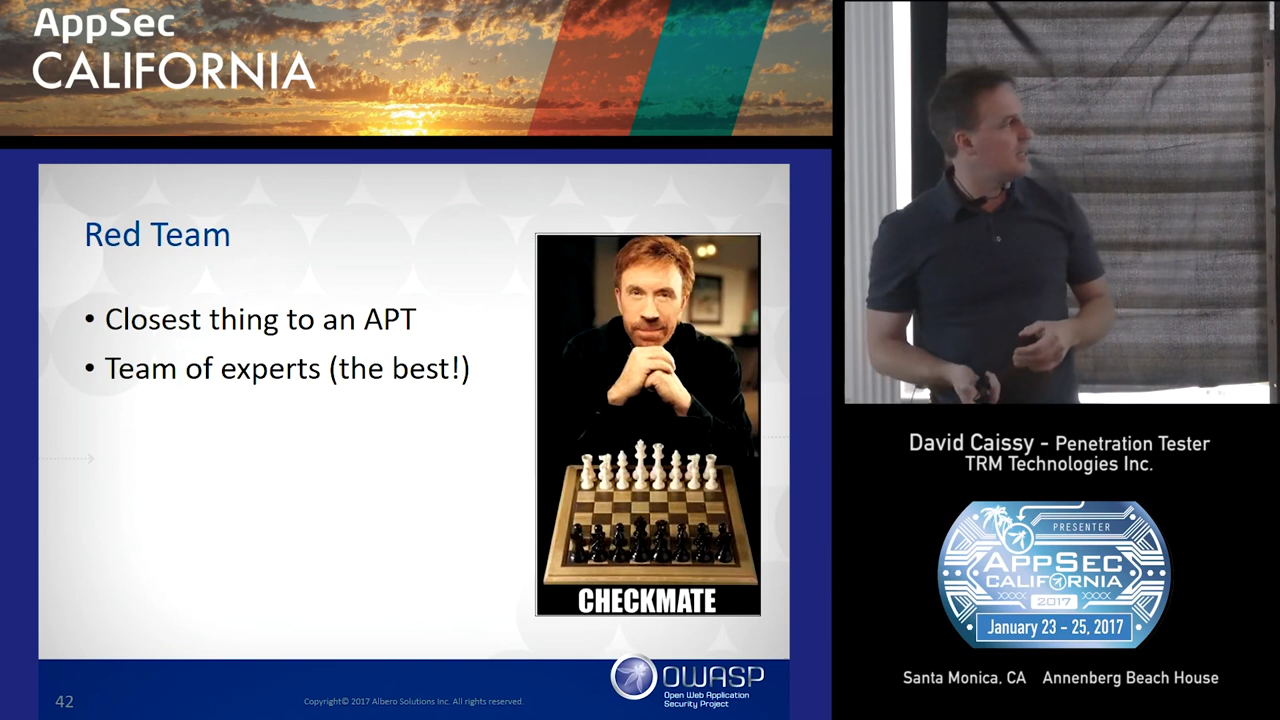 AppSec
CALIFORNIA
Red Team
• Closest thing to an APT
• Team of experts (the best!)
CHECKMATE
42
Copyright© 2017 Albero Solutions Inc. All rights reserved.
OWASP
Open Web Application
Security Project
David Caissy - Penetration Tester
TRM Technologies Inc.
PRESENTER
APPSEC
CALIFORNIA
2017
January 23 - 25, 2017
Santa Monica, CA Annenberg Beach House